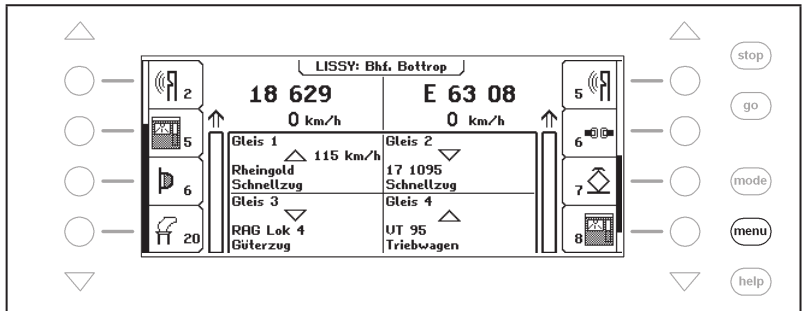 LISSY: Bhf. Bottrop
18 629
E 63 08
0 km/h
0 km/h
2
5
6
20
5
6
7
8
Gleis 1
115 km/h
Rheingold
Schnellzug
Gleis 2
17 1095
Schnellzug
Gleis 3
RAG Lok 4
Güterzug
Gleis 4
VT 95
Triebwagen
stop
go
mode
menu
help